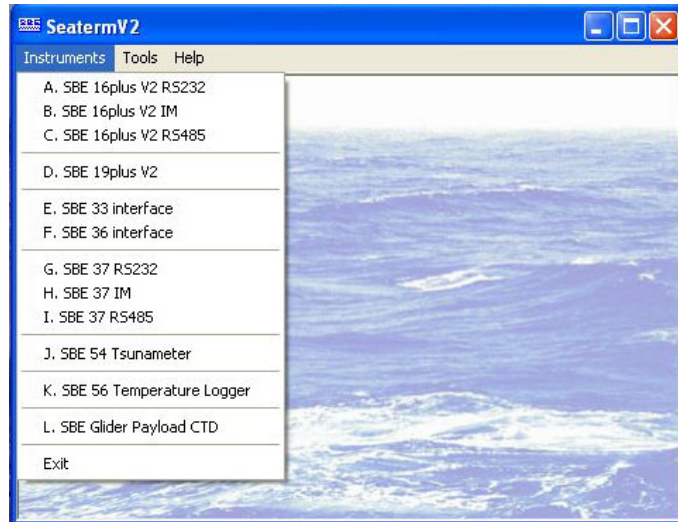 SBE SeatermV2
Instruments Tools Help
A. SBE 16plus V2 RS232
B. SBE 16plus V2 IM
C. SBE 16plus V2 RS485
D. SBE 19plus V2
E. SBE 33 interface
F. SBE 36 interface
G. SBE 37 RS232
H. SBE 37 IM
I. SBE 37 RS485
J. SBE 54 Tsunameter
K. SBE 56 Temperature Logger
L. SBE Glider Payload CTD
Exit